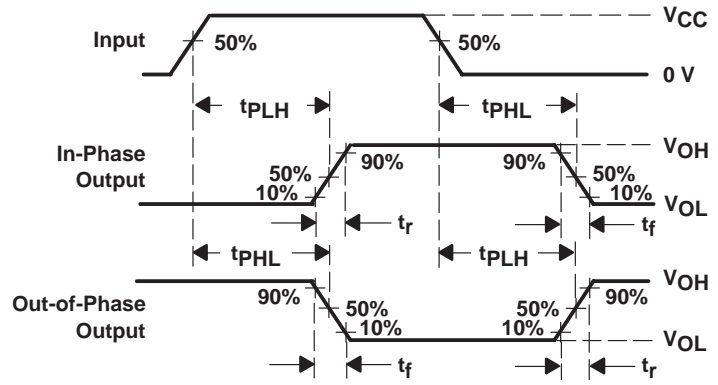 VCC
Input 50% 50%
0 V
tPLH tPHL
In-Phase
Output
90% 90% VOH
50% 50%
10% 10% VOL
tr tf
tPHL tPLH
Out-of-Phase
Output
90% 90% VOH
50% 50%
10% 10% VOL
tf tr